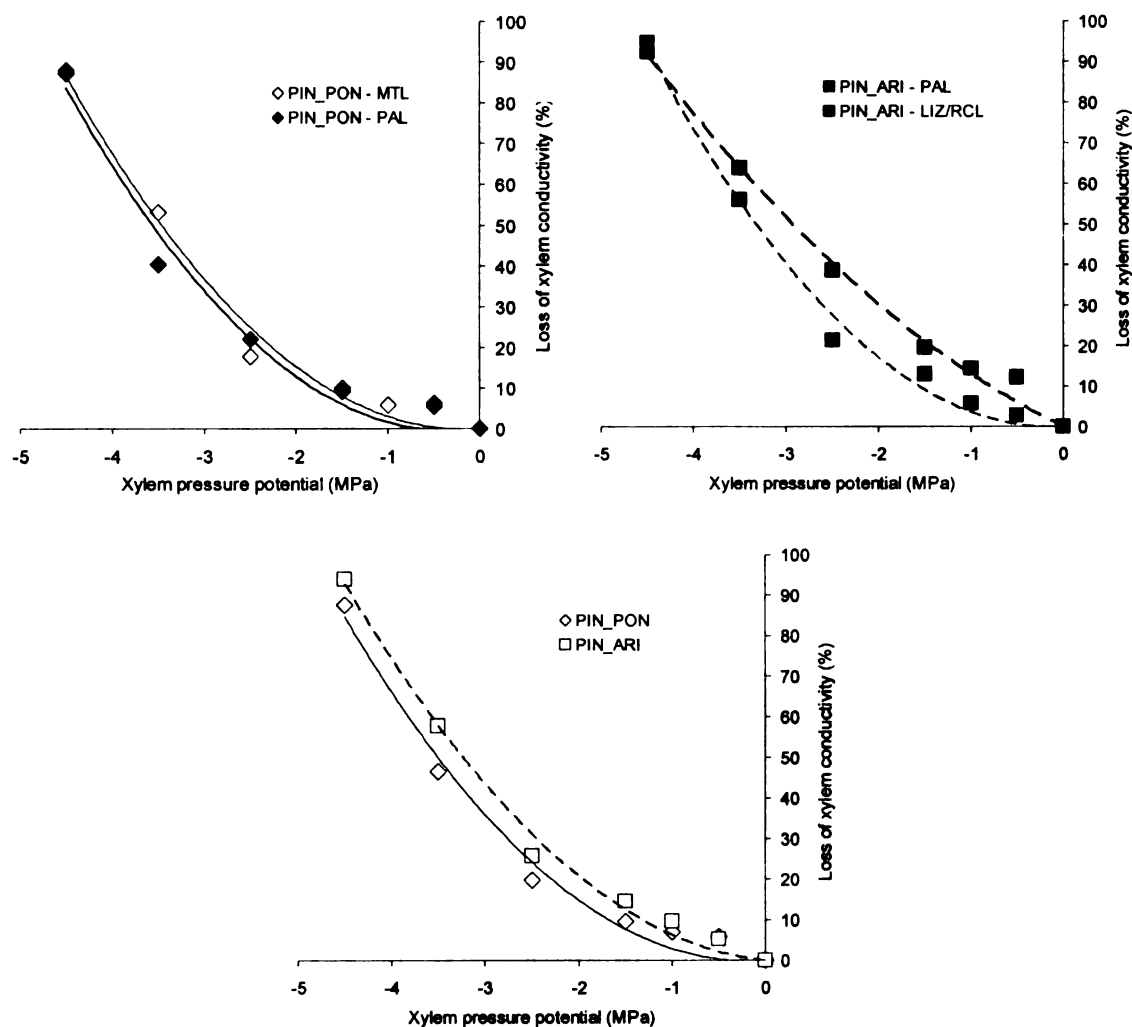 100
90
80
70
60
50
40
30
20
10
0
Loss of xylem conductivity (%)
◇ PIN_PON - MTL
◆ PIN_PON - PAL
-5 -4 -3 -2 -1 0
Xylem pressure potential (MPa)
100
90
80
70
60
50
40
30
20
10
0
Loss of xylem conductivity (%)
■ PIN_ARI - PAL
■ PIN_ARI - LIZ/RCL
-5 -4 -3 -2 -1 0
Xylem pressure potential (MPa)
100
90
80
70
60
50
40
30
20
10
0
Loss of xylem conductivity (%)
◇ PIN_PON
□ PIN_ARI
-5 -4 -3 -2 -1 0
Xylem pressure potential (MPa)